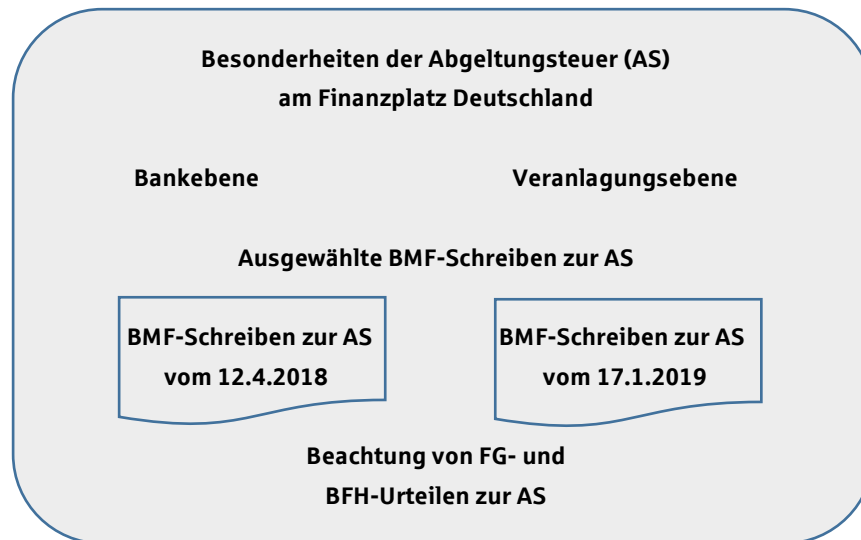 Besonderheiten der Abgeltungsteuer (AS)
am Finanzplatz Deutschland
Bankebene Veranlagungsebene
Ausgewählte BMF-Schreiben zur AS
BMF-Schreiben zur AS
vom 12.4.2018
BMF-Schreiben zur AS
vom 17.1.2019
Beachtung von FG- und
BFH-Urteilen zur AS